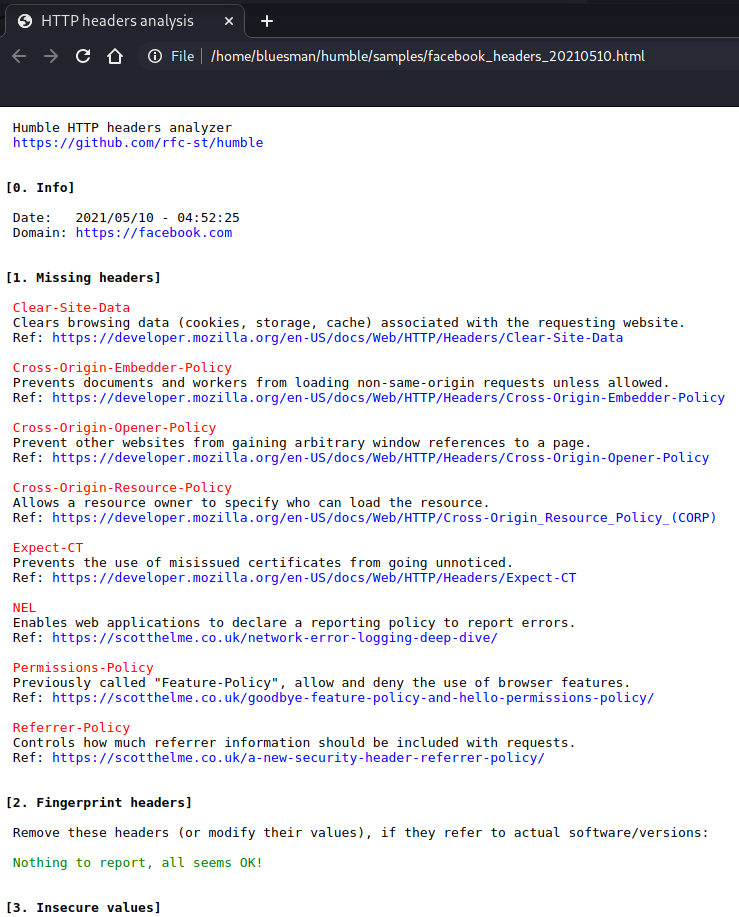 HTTP headers analysis
File /home/bluesman/humble/samples/facebook_headers_20210510.html
Humble HTTP headers analyzer
https://github.com/rfc-st/humble
[0. Info]
Date: 2021/05/10 - 04:52:25
Domain: https://facebook.com
[1. Missing headers]
Clear-Site-Data
Clears browsing data (cookies, storage, cache) associated with the requesting website.
Ref: https://developer.mozilla.org/en-US/docs/Web/HTTP/Headers/Clear-Site-Data
Cross-Origin-Embedder-Policy
Prevents documents and workers from loading non-same-origin requests unless allowed.
Ref: https://developer.mozilla.org/en-US/docs/Web/HTTP/Headers/Cross-Origin-Embedder-Policy
Cross-Origin-Opener-Policy
Prevent other websites from gaining arbitrary window references to a page.
Ref: https://developer.mozilla.org/en-US/docs/Web/HTTP/Headers/Cross-Origin-Opener-Policy
Cross-Origin-Resource-Policy
Allows a resource owner to specify who can load the resource.
Ref: https://developer.mozilla.org/en-US/docs/Web/HTTP/Cross-Origin_Resource_Policy_(CORP)
Expect-CT
Prevents the use of misissued certificates from going unnoticed.
Ref: https://developer.mozilla.org/en-US/docs/Web/HTTP/Headers/Expect-CT
NEL
Enables web applications to declare a reporting policy to report errors.
Ref: https://scotthelme.co.uk/network-error-logging-deep-dive/
Permissions-Policy
Previously called "Feature-Policy", allow and deny the use of browser features.
Ref: https://scotthelme.co.uk/goodbye-feature-policy-and-hello-permissions-policy/
Referrer-Policy
Controls how much referrer information should be included with requests.
Ref: https://scotthelme.co.uk/a-new-security-header-referrer-policy/
[2. Fingerprint headers]
Remove these headers (or modify their values), if they refer to actual software/versions:
Nothing to report, all seems OK!
[3. Insecure values]